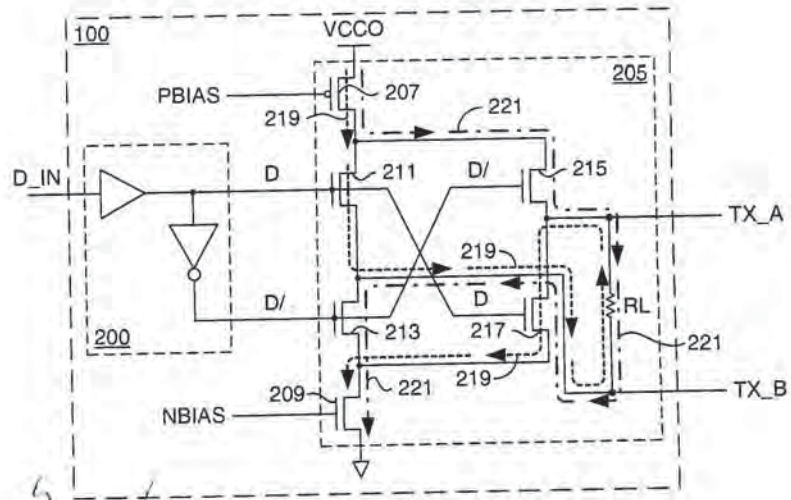 100
VCCO
205
PBIAS
207
219
221
D_IN
D
211
D/
215
TX_A
219
D/
213
D
217
RL
200
219
221
209
221
TX_B
NBIAS